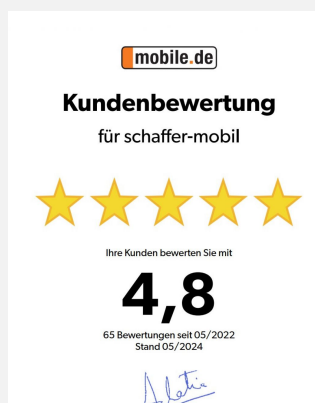 mobile.de
Kundenbewertung
für schaffer-mobil
Ihre Kunden bewerten Sie mit
4,8
65 Bewertungen seit 05/2022
Stand 05/2024